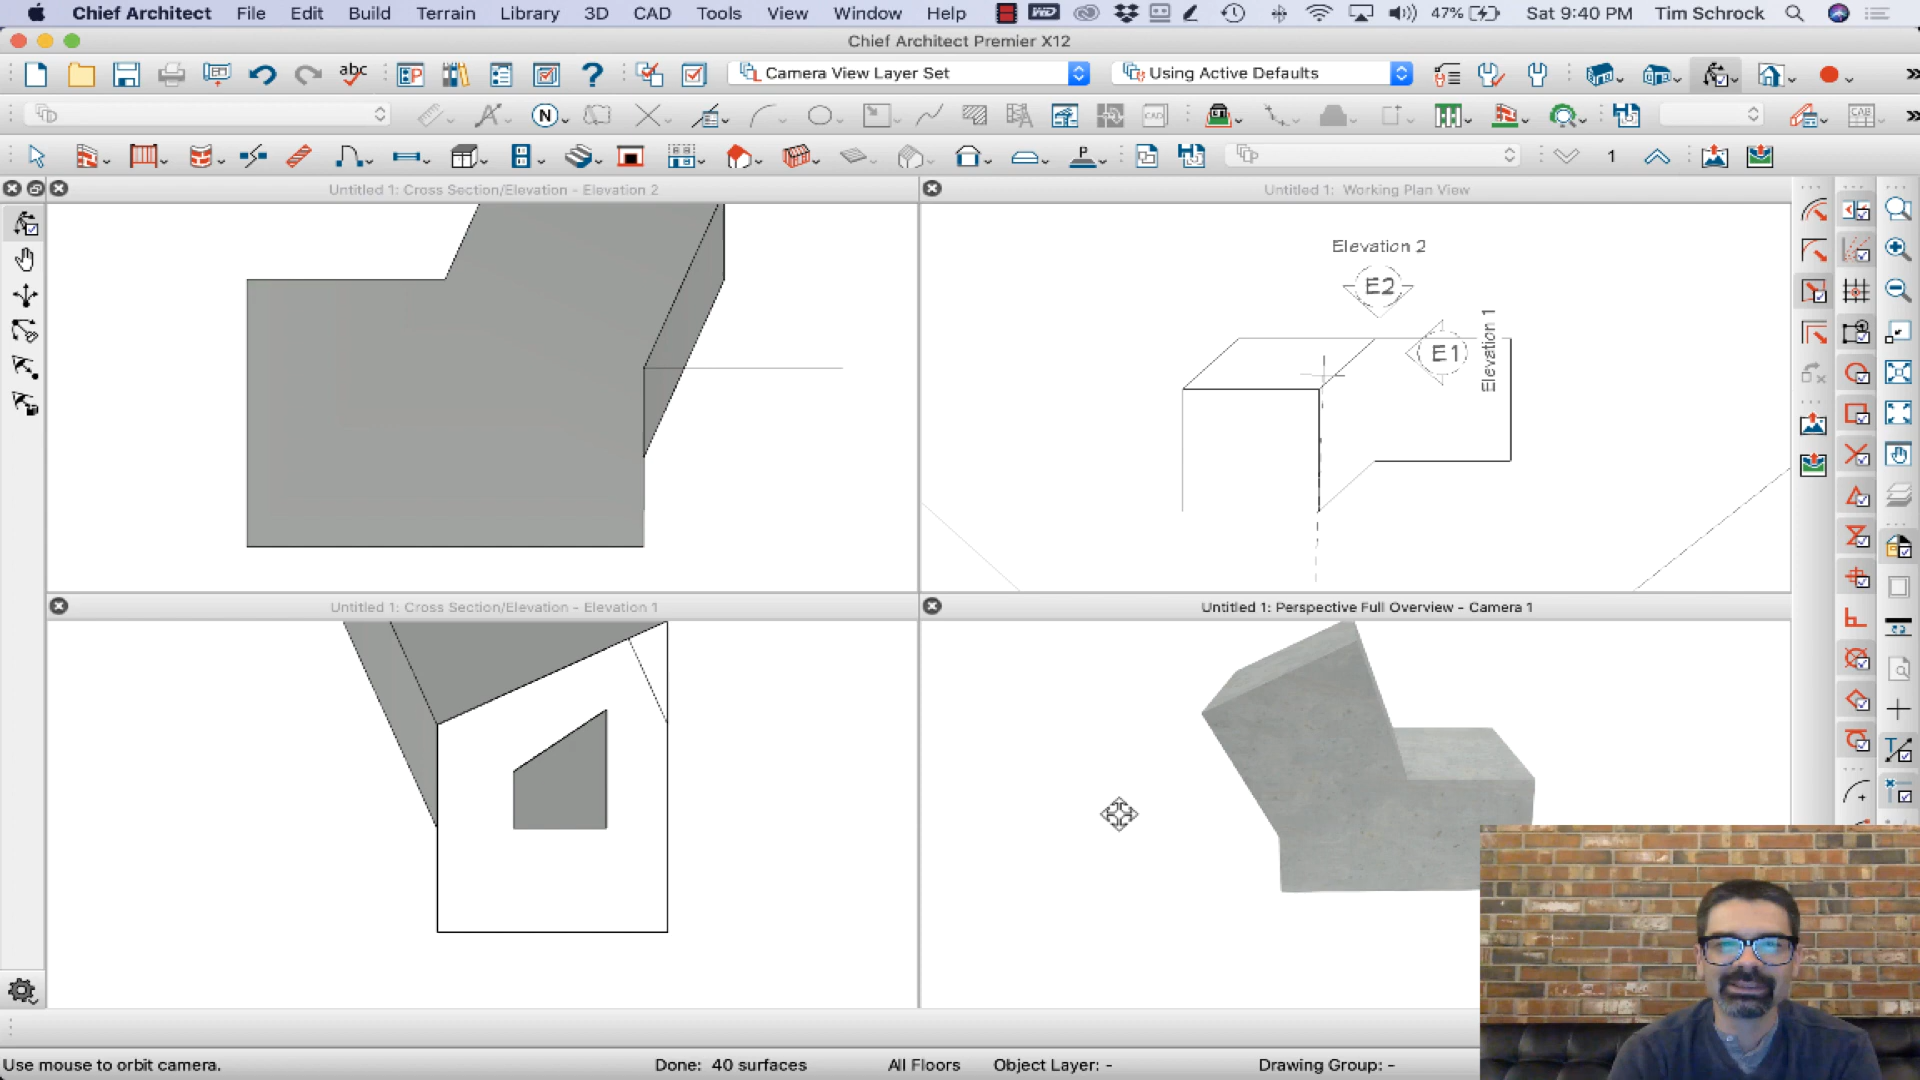 Chief Architect File Edit Build Terrain Library 3D CAD Tools View Window Help WD 47% Sat 9:40 PM Tim Schrock
Chief Architect Premier X12
abc P ? Camera View Layer Set Using Active Defaults
N CAD CAB
P 1
Untitled 1: Cross Section/Elevation - Elevation 2
Untitled 1: Working Plan View
Elevation 2
E2
E1
Elevation 1
Untitled 1: Cross Section/Elevation - Elevation 1
Untitled 1: Perspective Full Overview - Camera 1
Use mouse to orbit camera. Done: 40 surfaces All Floors Object Layer: - Drawing Group: -